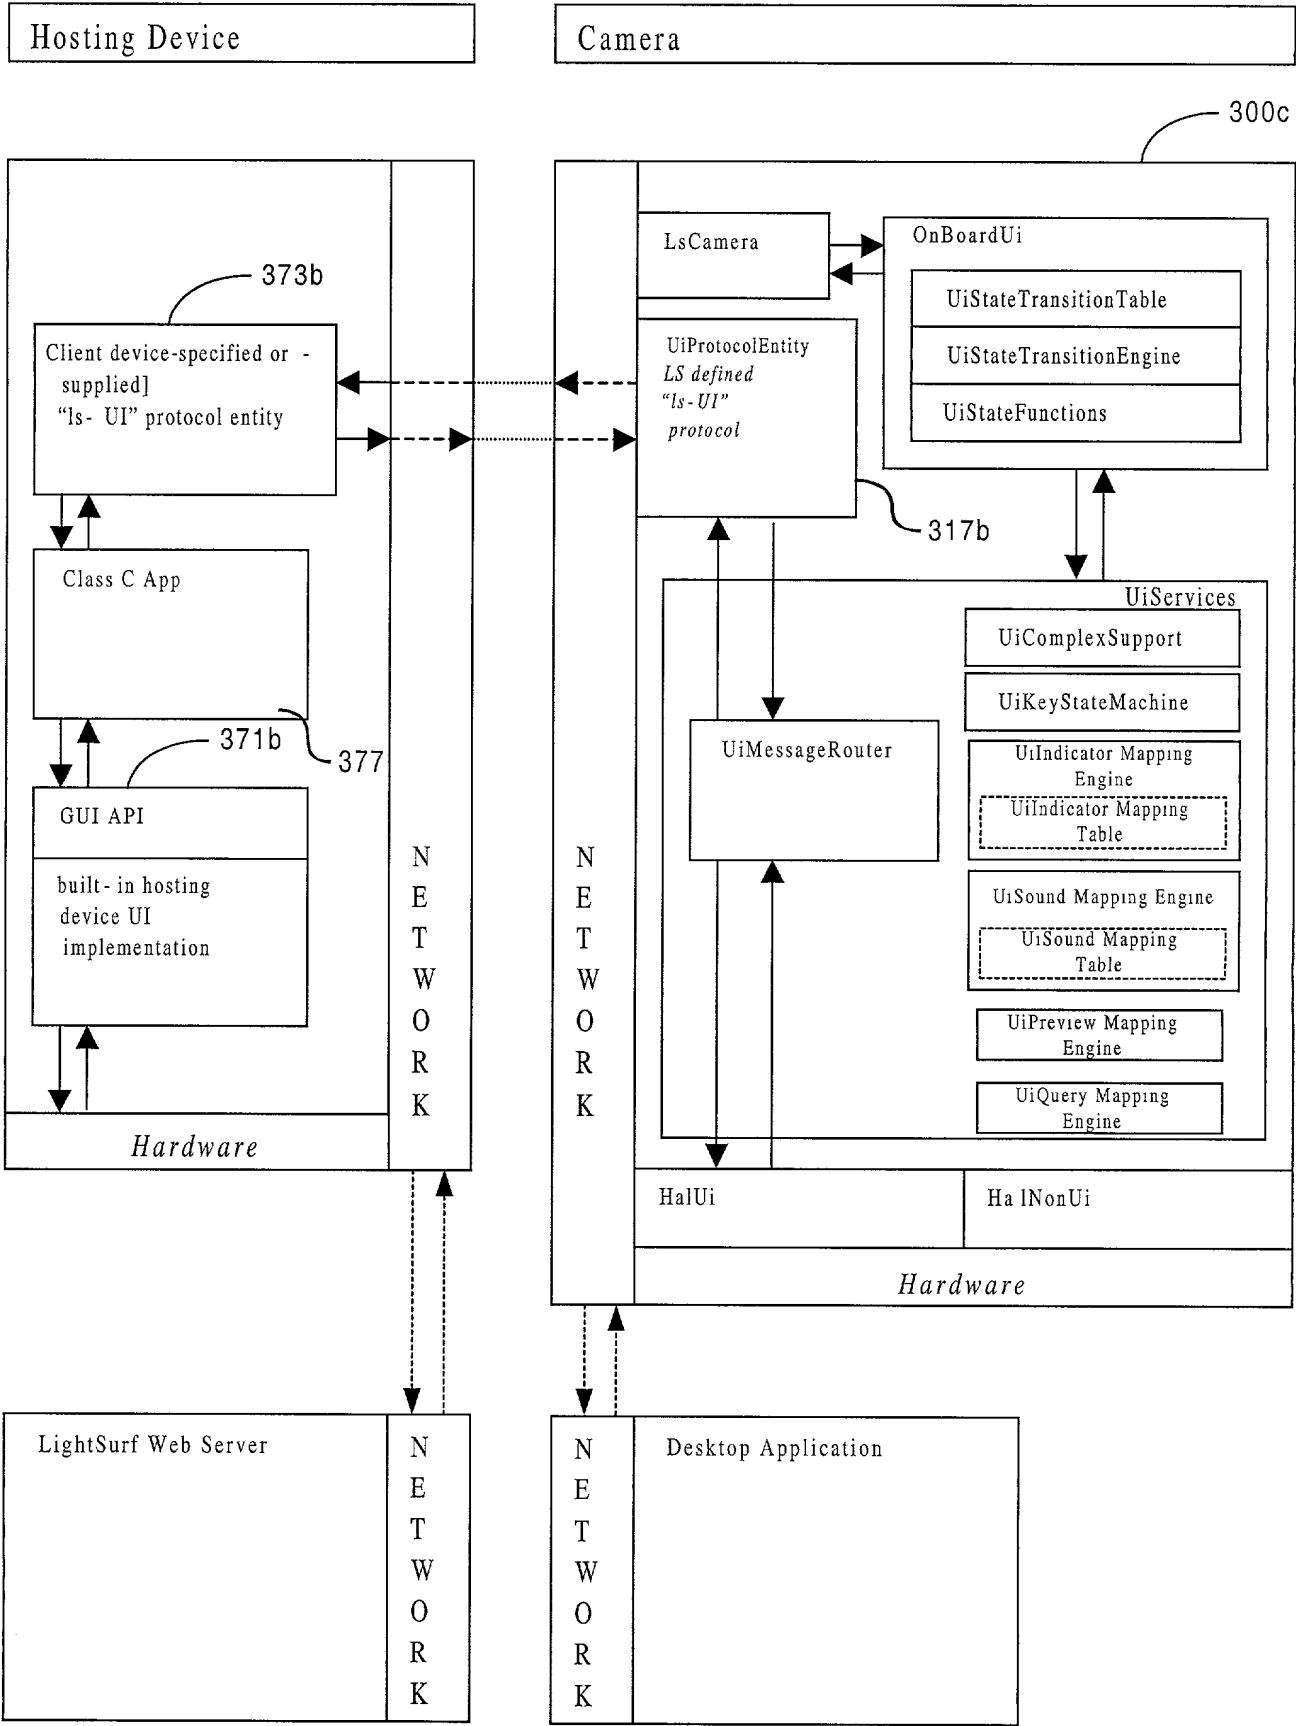 Hosting Device
Camera
300c
373b
Client device-specified or -
supplied]
“ls- UI” protocol entity
Class C App
377
371b
GUI API
built- in hosting
device UI
implementation
Hardware
N
E
T
W
O
R
K
N
E
T
W
O
R
K
LsCamera
UiProtocolEntity
LS defined
“ls-UI”
protocol
317b
OnBoardUi
UiStateTransitionTable
UiStateTransitionEngine
UiStateFunctions
UiServices
UiComplexSupport
UiKeyStateMachine
UiIndicator Mapping
Engine
UiIndicator Mapping
Table
UiSound Mapping Engine
UiSound Mapping
Table
UiPreview Mapping
Engine
UiQuery Mapping
Engine
UiMessageRouter
HalUi
Ha lNonUi
Hardware
LightSurf Web Server
N
E
T
W
O
R
K
N
E
T
W
O
R
K
Desktop Application